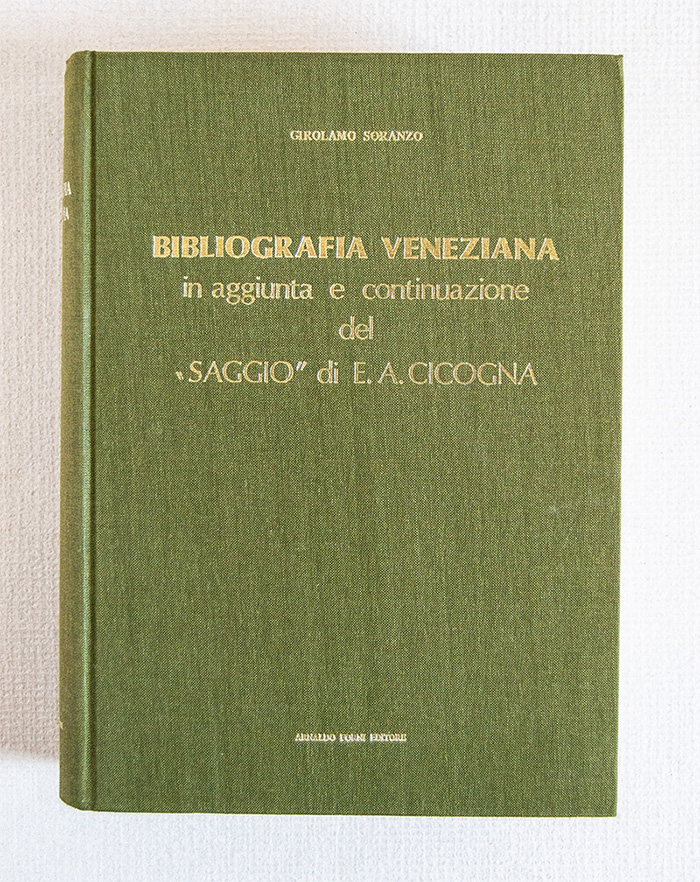 GIROLAMO SORANZO
BIBLIOGRAFIA VENEZIANA
in aggiunta e continuazione
del
"SAGGIO" di E. A. CICOGNA
ARNALDO FORNI EDITORE